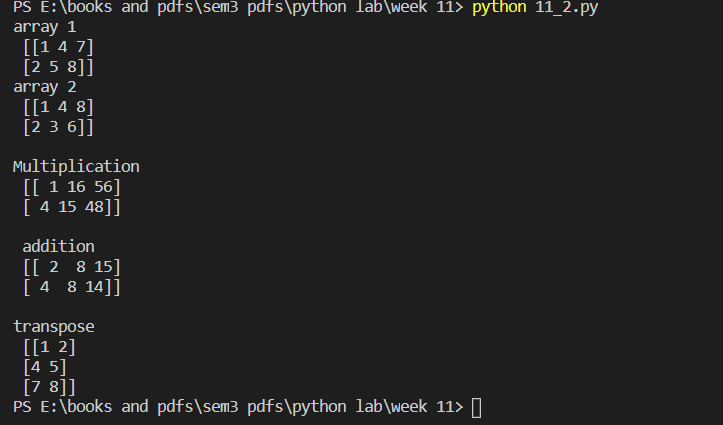 PS E:\books and pdfs\sem3 pdfs\python lab\week 11> python 11_2.py
array 1
 [[1 4 7]
 [2 5 8]]
array 2
 [[1 4 8]
 [2 3 6]]

Multiplication
 [[ 1 16 56]
 [ 4 15 48]]

 addition
 [[ 2  8 15]
 [ 4  8 14]]

transpose
 [[1 2]
 [4 5]
 [7 8]]
PS E:\books and pdfs\sem3 pdfs\python lab\week 11>